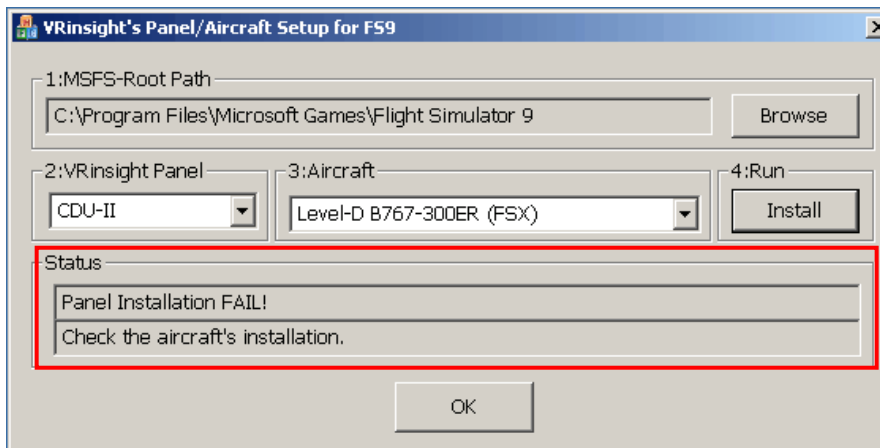 VRinsight's Panel/Aircraft Setup for FS9
1:MSFS-Root Path
C:\Program Files\Microsoft Games\Flight Simulator 9
Browse
2:VRinsight Panel
3:Aircraft
4:Run
CDU-II
Level-D B767-300ER (FSX)
Install
Status
Panel Installation FAIL!
Check the aircraft's installation.
OK